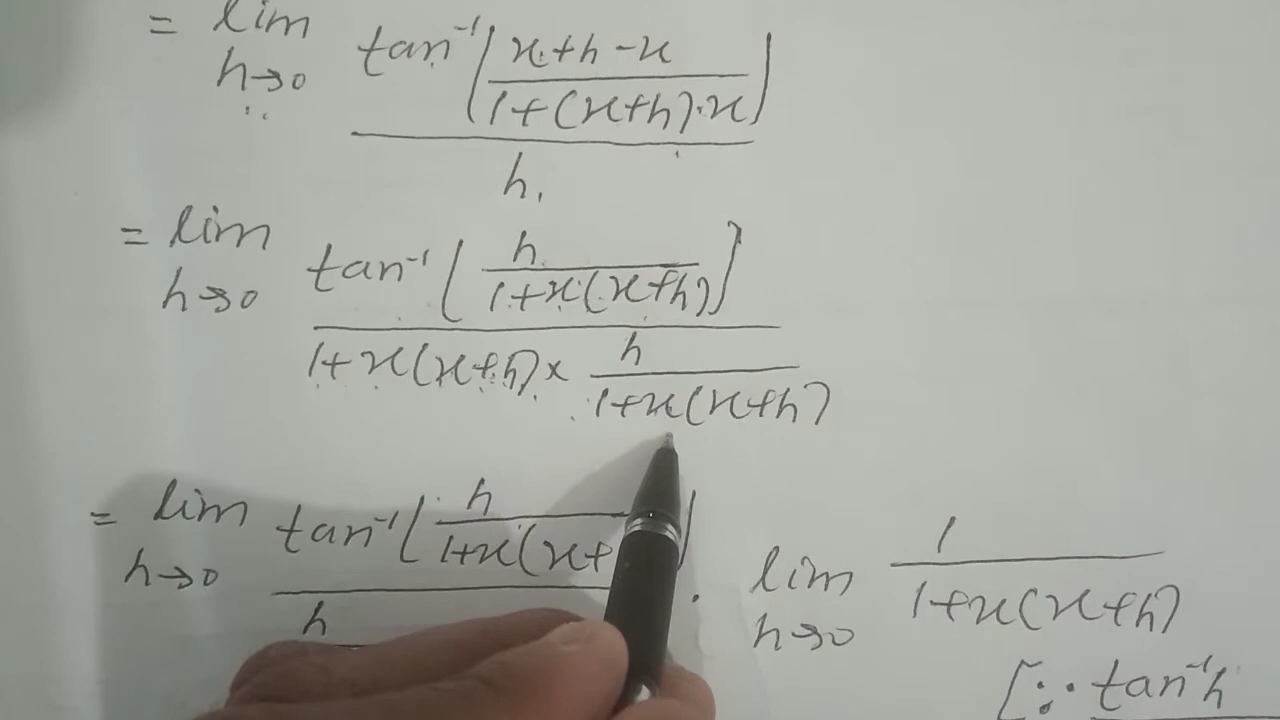 = lim h→0 tan⁻¹[(x+h-x)/(1+(x+h).x)] / h
= lim h→0 tan⁻¹[h/(1+x(x+h))] / (1+x(x+h) × h/(1+x(x+h)))
= lim h→0 tan⁻¹[h/(1+x(x+ )] / h . lim h→0 1/(1+x(x+h))
[∵ tan⁻¹h